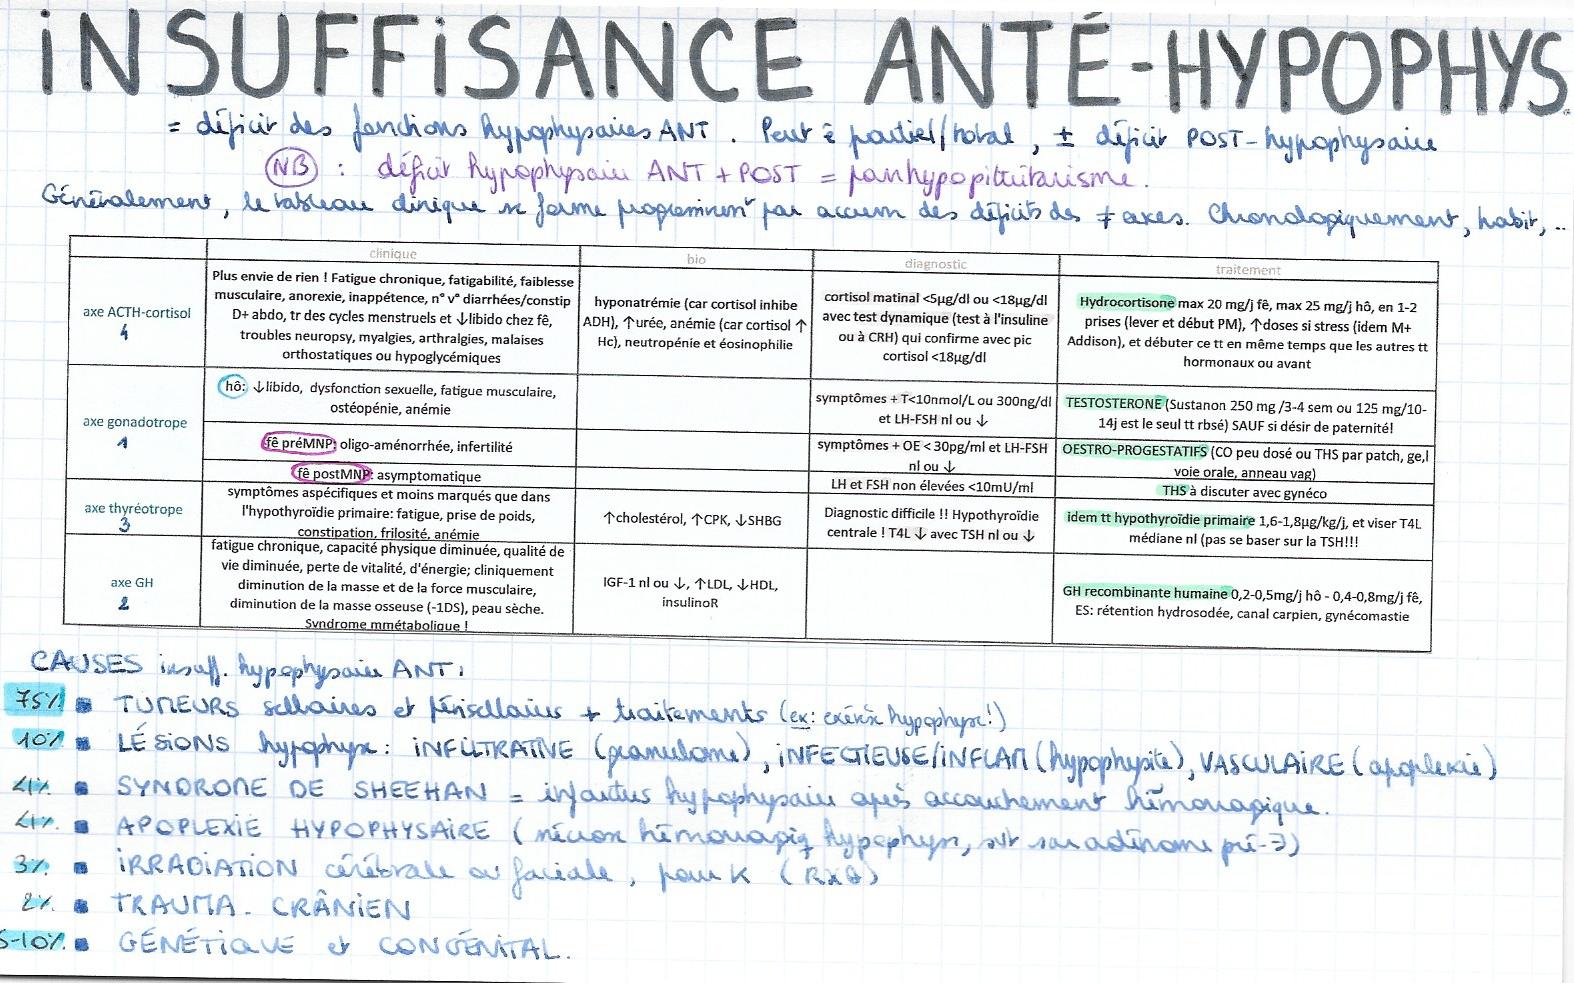 INSUFFISANCE ANTÉ-HYPOPHYS
= déficit des fonctions hypophysaires ANT. Peut ê partiel/total, ± déficit POST-hypophysaire
NB : déficit hypophysaire ANT + POST = panhypopituitarisme.
Généralement, le tableau clinique se forme progressivemt par accum des déficits des ≠ axes. Chronologiquement, habit, ..
clinique
bio
diagnostic
traitement
axe ACTH-cortisol
4
Plus envie de rien ! Fatigue chronique, fatigabilité, faiblesse
musculaire, anorexie, inappétence, n° v° diarrhées/constip
D+ abdo, tr des cycles menstruels et ↓libido chez fê,
troubles neuropsy, myalgies, arthralgies, malaises
orthostatiques ou hypoglycémiques
hyponatrémie (car cortisol inhibe
ADH), ↑urée, anémie (car cortisol ↑
Hc), neutropénie et éosinophilie
cortisol matinal <5µg/dl ou <18µg/dl
avec test dynamique (test à l'insuline
ou à CRH) qui confirme avec pic
cortisol <18µg/dl
Hydrocortisone max 20 mg/j fê, max 25 mg/j hô, en 1-2
prises (lever et début PM), ↑doses si stress (idem M+
Addison), et débuter ce tt en même temps que les autres tt
hormonaux ou avant
axe gonadotrope
1
hô: ↓libido, dysfonction sexuelle, fatigue musculaire,
ostéopénie, anémie
symptômes + T<10nmol/L ou 300ng/dl
et LH-FSH nl ou ↓
TESTOSTERONE (Sustanon 250 mg /3-4 sem ou 125 mg/10-
14j est le seul tt rbsé) SAUF si désir de paternité!
fê préMNP: oligo-aménorrhée, infertilité
symptômes + OE < 30pg/ml et LH-FSH
nl ou ↓
OESTRO-PROGESTATIFS (CO peu dosé ou THS par patch, ge,l
voie orale, anneau vag)
fê postMNP: asymptomatique
LH et FSH non élevées <10mU/ml
THS à discuter avec gynéco
axe thyréotrope
3
symptômes aspécifiques et moins marqués que dans
l'hypothyroïdie primaire: fatigue, prise de poids,
constipation, frilosité, anémie
↑cholestérol, ↑CPK, ↓SHBG
Diagnostic difficile !! Hypothyroïdie
centrale ! T4L ↓ avec TSH nl ou ↓
idem tt hypothyroïdie primaire 1,6-1,8µg/kg/j, et viser T4L
médiane nl (pas se baser sur la TSH!!!
axe GH
2
fatigue chronique, capacité physique diminuée, qualité de
vie diminuée, perte de vitalité, d'énergie; cliniquement
diminution de la masse et de la force musculaire,
diminution de la masse osseuse (-1DS), peau sèche.
Syndrome mmétabolique !
IGF-1 nl ou ↓, ↑LDL, ↓HDL,
insulinoR
GH recombinante humaine 0,2-0,5mg/j hô - 0,4-0,8mg/j fê,
ES: rétention hydrosodée, canal carpien, gynécomastie
CAUSES insuff. hypophysaire ANT:
75% TUMEURS sellaires et périsellaires + traitements (ex: exérèse hypophyse!)
10% LÉSIONS hypophyse : INFILTRATIVE (granulome), INFECTIEUSE/INFLAM (hypophysite), VASCULAIRE (apoplexie)
<1% SYNDROME DE SHEEHAN = infarctus hypophysaire après accouchement hémorragique.
<1% APOPLEXIE HYPOPHYSAIRE (nécrose hémorragiq hypophyse, svt sur adénome pré-∃)
3% IRRADIATION cérébrale ou faciale, pour K
2% TRAUMA. CRÂNIEN
5-10% GÉNÉTIQUE et CONGÉNITAL.